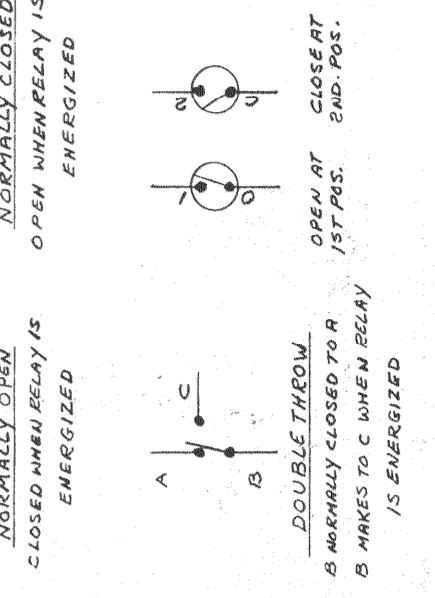 NORMALLY OPEN
CLOSED WHEN RELAY IS
ENERGIZED
NORMALLY CLOSED
OPEN WHEN RELAY IS
ENERGIZED
A
C
B
1
0
2
C
DOUBLE THROW
B NORMALLY CLOSED TO A
B MAKES TO C WHEN RELAY
IS ENERGIZED
OPEN AT
1ST POS.
CLOSE AT
2ND. POS.